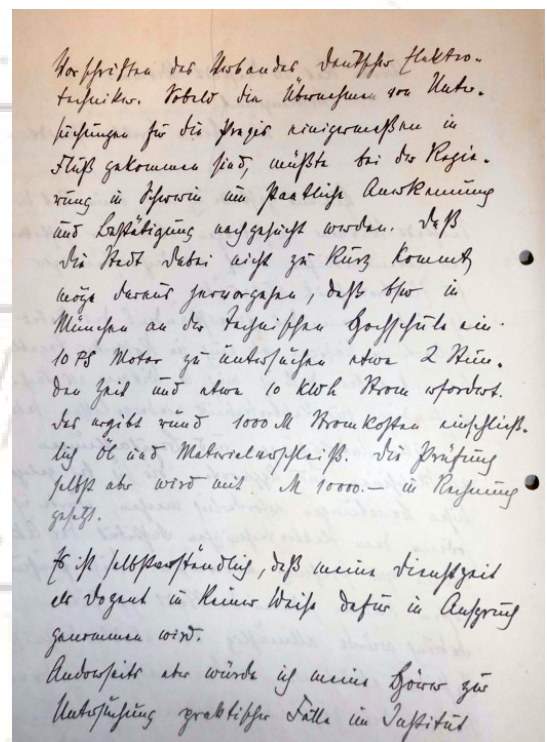 Vorschriften des Verbandes Deutscher Elektro-
techniker. Sobald die Übernahmen von Unter-
suchungen für die Praxis einigermaßen in
Fluß gekommen sind, müßte bei der Regie-
rung in Schwerin um staatliche Anerkennung
und Bestätigung nachgesucht werden. Daß
die Stadt dabei nicht zu kurz kommt,
möge daraus hervorgehen, daß bsw in
München an der Technischen Hochschule ein
10 PS Motor zu untersuchen etwa 2 Stun-
den Zeit und etwa 10 kWh Strom erfordert.
Das ergibt rund 1000 M Stromkosten einschließ-
lich Öl und Materialverschleiß. Die Prüfung
selbst aber wird mit M 10000.— in Rechnung
gesetzt.
Es ist selbstverständlich, daß meine Dienstzeit
als Dozent in keiner Weise dafür in Anspruch
genommen wird.
Anderseits aber würde ich meine Hörer zur
Untersuchung praktischer Fälle im Institut